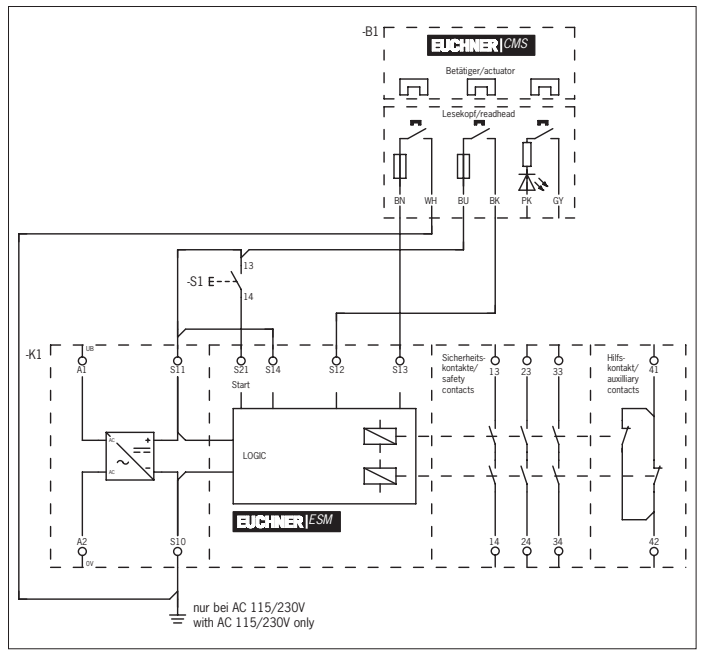 -B1
EUCHNER CMS
Betätiger/actuator
Lesekopf/readhead
BN WH BU BK PK GY
13
-S1
14
-K1
UB
A1 S11 S21 S14 S12 S13
Start
Sicherheits-
kontakte/
safety
contacts
13 23 33
Hilfs-
kontakt/
auxilliary
contacts
41
AC
+
AC
-
LOGIC
EUCHNER ESM
A2 S10 14 24 34 42
0V
nur bei AC 115/230V
with AC 115/230V only